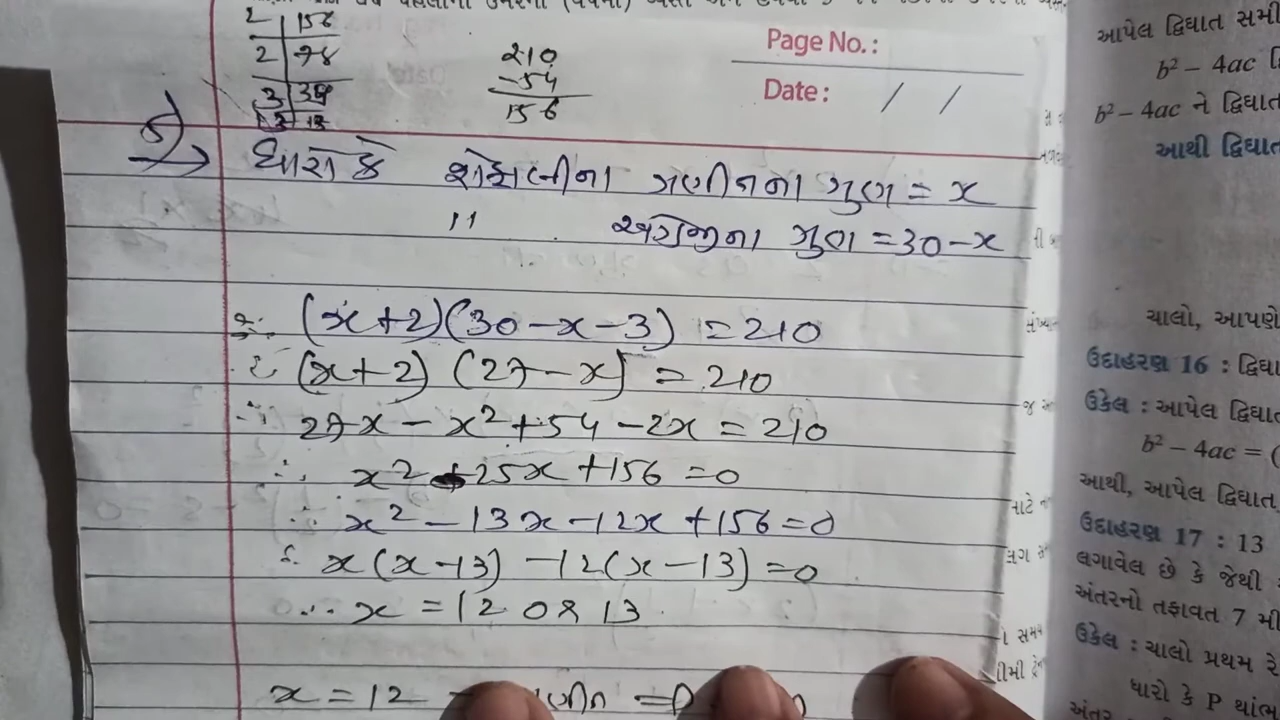 2 | 156
2 | 78
3 | 39
13
210
-54
156
Page No.:
Date: / /
5)
ધારો કે શેફાલીના ગણીતના ગુણ = x
" અંગ્રેજીના ગુણ = 30 - x
∴ (x+2)(30-x-3) = 210
∴ (x+2) (27-x) = 210
∴ 27x - x² + 54 - 2x = 210
∴ x² - 25x + 156 = 0
∴ x² - 13x - 12x + 156 = 0
∴ x(x-13) - 12(x-13) = 0
∴ x = 12 OR 13
x = 12
આપેલ દ્વિઘાત સમી
b² – 4ac
b² – 4ac ને દ્વિઘાત
આથી દ્વિઘાત
ચાલો, આપણે
ઉદાહરણ 16 : દ્વિઘા
ઉકેલ : આપેલ દ્વિઘાત
b² – 4ac = (
આથી, આપેલ દ્વિઘાત
ઉદાહરણ 17 : 13
લગાવેલ છે કે જેથી
અંતરનો તફાવત 7 મી
ઉકેલ : ચાલો પ્રથમ રે
ધારો કે P થાંભ
અંતર